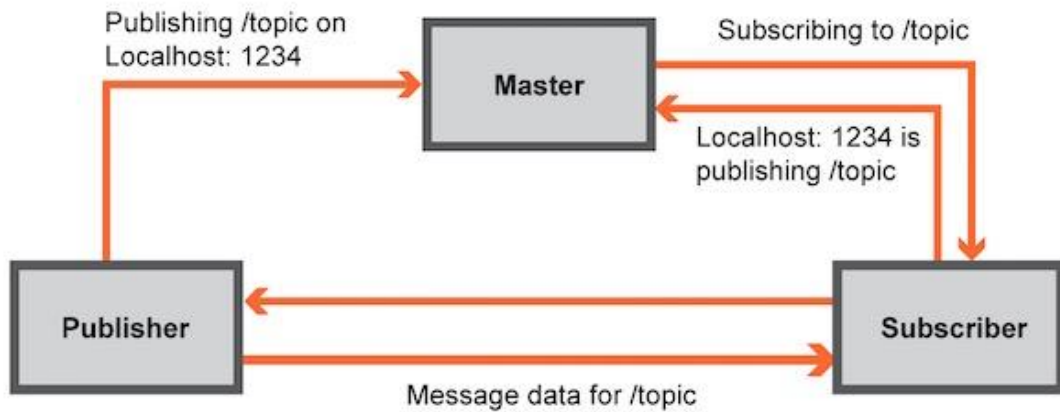 Publishing /topic on
Localhost: 1234
Subscribing to /topic
Master
Localhost: 1234 is
publishing /topic
Publisher
Subscriber
Message data for /topic